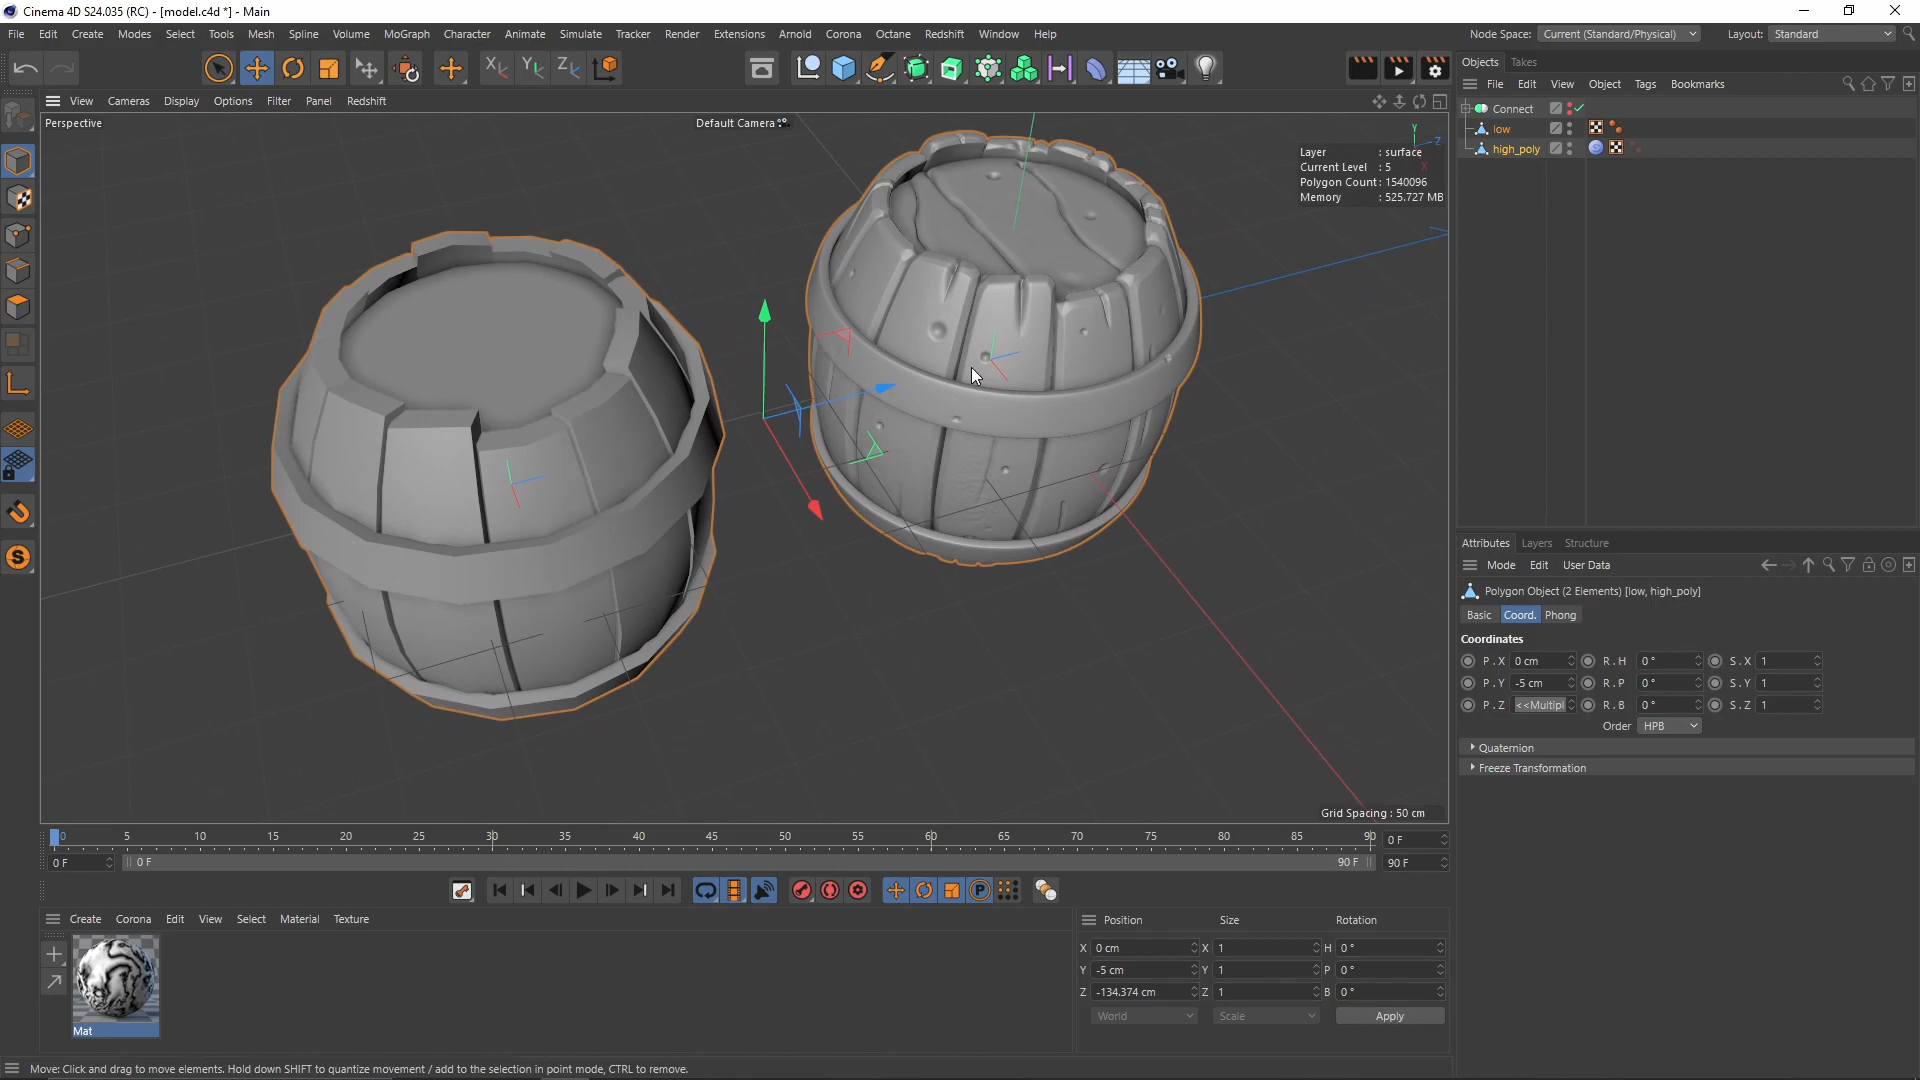 Cinema 4D S24.035 (RC) - [model.c4d *] - Main
File Edit Create Modes Select Tools Mesh Spline Volume MoGraph Character Animate Simulate Tracker Render Extensions Arnold Corona Octane Redshift Window Help
Node Space: Current (Standard/Physical) Layout: Standard
Objects Takes
File Edit View Object Tags Bookmarks
View Cameras Display Options Filter Panel Redshift
Connect
low
high_poly
Perspective
Default Camera
Y
Z
X
Layer : surface
Current Level : 5
Polygon Count : 1540096
Memory : 525.727 MB
Grid Spacing : 50 cm
Attributes Layers Structure
Mode Edit User Data
Polygon Object (2 Elements) [low, high_poly]
Basic Coord. Phong
Coordinates
P . X 0 cm R . H 0 ° S . X 1
P . Y -5 cm R . P 0 ° S . Y 1
P . Z <<Multipl R . B 0 ° S . Z 1
Order HPB
Quaternion
Freeze Transformation
0 5 10 15 20 25 30 35 40 45 50 55 60 65 70 75 80 85 90 0 F
0 F 0 F 90 F 90 F
Create Corona Edit View Select Material Texture
Mat
Position Size Rotation
X 0 cm X 1 H 0 °
Y -5 cm Y 1 P 0 °
Z -134.374 cm Z 1 B 0 °
World Scale Apply
Move: Click and drag to move elements. Hold down SHIFT to quantize movement / add to the selection in point mode, CTRL to remove.